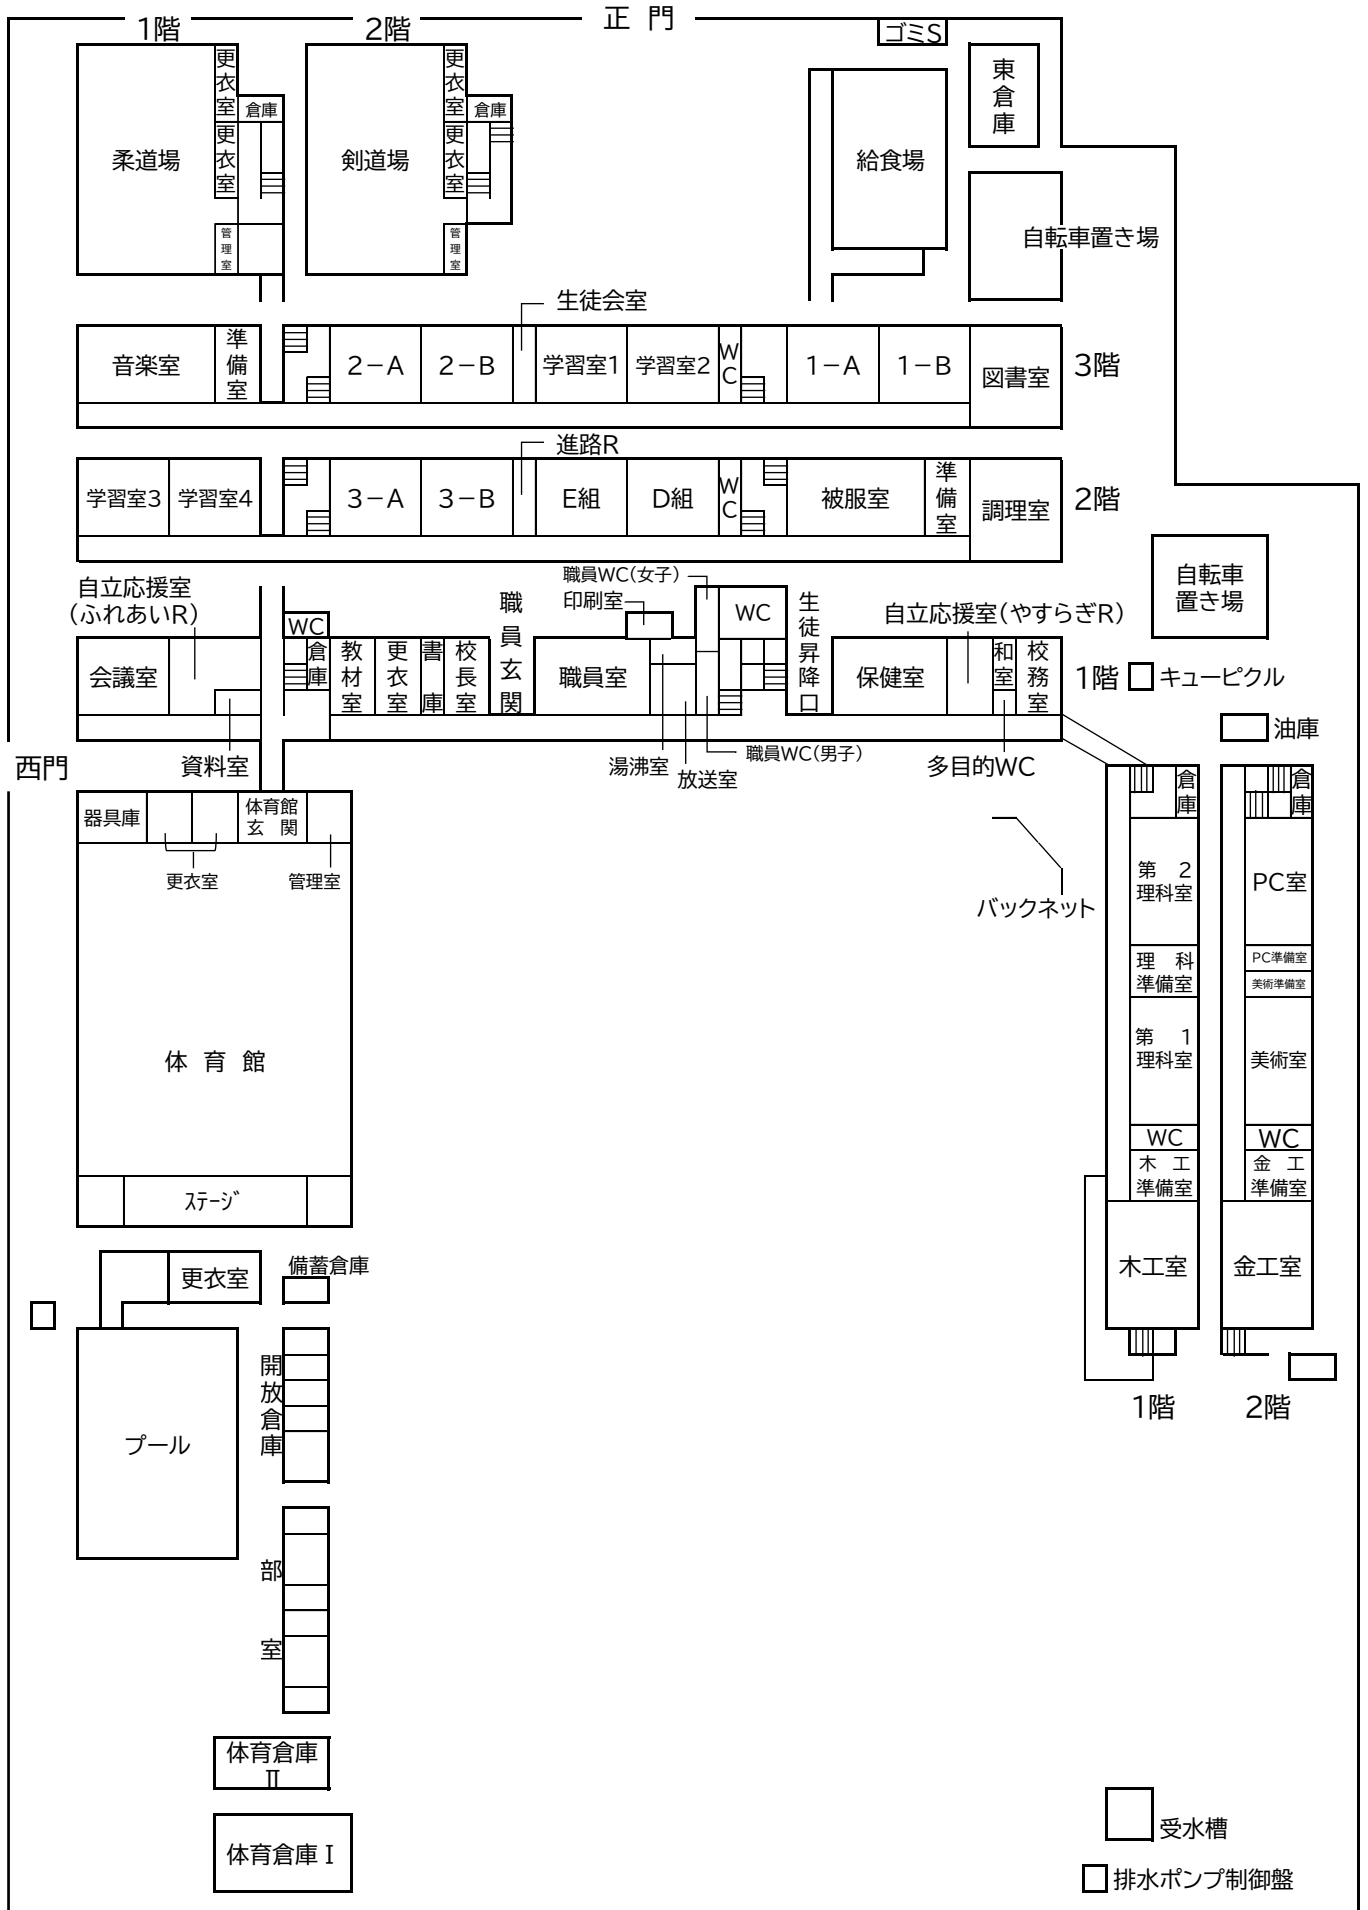 正 門
1階
2階
ゴミS
東倉庫
更衣室
倉庫
更衣室
管理室
柔道場
更衣室
倉庫
更衣室
管理室
剣道場
給食場
自転車置き場
生徒会室
音楽室
準備室
2－A
2－B
学習室1
学習室2
WC
1－A
1－B
図書室
3階
進路R
学習室3
学習室4
3－A
3－B
E組
D組
WC
被服室
準備室
調理室
2階
自転車
置き場
自立応援室
(ふれあいR)
職員WC(女子)
印刷室
自立応援室(やすらぎR)
会議室
WC
倉庫
教材室
更衣室
書庫
校長室
職員玄関
職員室
WC
生徒昇降口
保健室
和室
校務室
1階
キューピクル
油庫
西門
資料室
湯沸室
放送室
職員WC(男子)
多目的WC
器具庫
体育館
玄 関
更衣室
管理室
バックネット
倉庫
第 2
理科室
理 科
準備室
第 1
理科室
WC
木 工
準備室
木工室
1階
倉庫
PC室
PC準備室
美術準備室
美術室
WC
金 工
準備室
金工室
2階
体 育 館
ステージ
更衣室
備蓄倉庫
プール
開放倉庫
部室
体育倉庫
Ⅱ
体育倉庫Ⅰ
受水槽
排水ポンプ制御盤